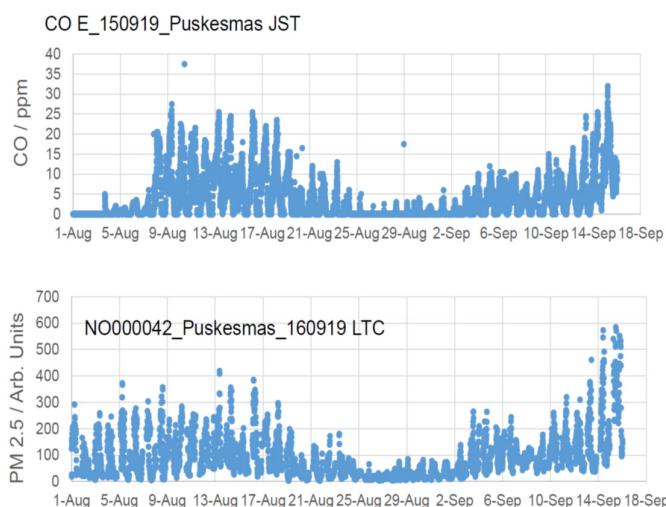 CO E_150919_Puskesmas JST
40
35
30
25
20
15
10
5
0
CO / ppm
1-Aug 5-Aug 9-Aug 13-Aug 17-Aug 21-Aug 25-Aug 29-Aug 2-Sep 6-Sep 10-Sep 14-Sep 18-Sep
700
600
500
400
300
200
100
0
PM 2.5 / Arb. Units
NO000042_Puskesmas_160919 LTC
1-Aug 5-Aug 9-Aug 13-Aug 17-Aug 21-Aug 25-Aug 29-Aug 2-Sep 6-Sep 10-Sep 14-Sep 18-Sep